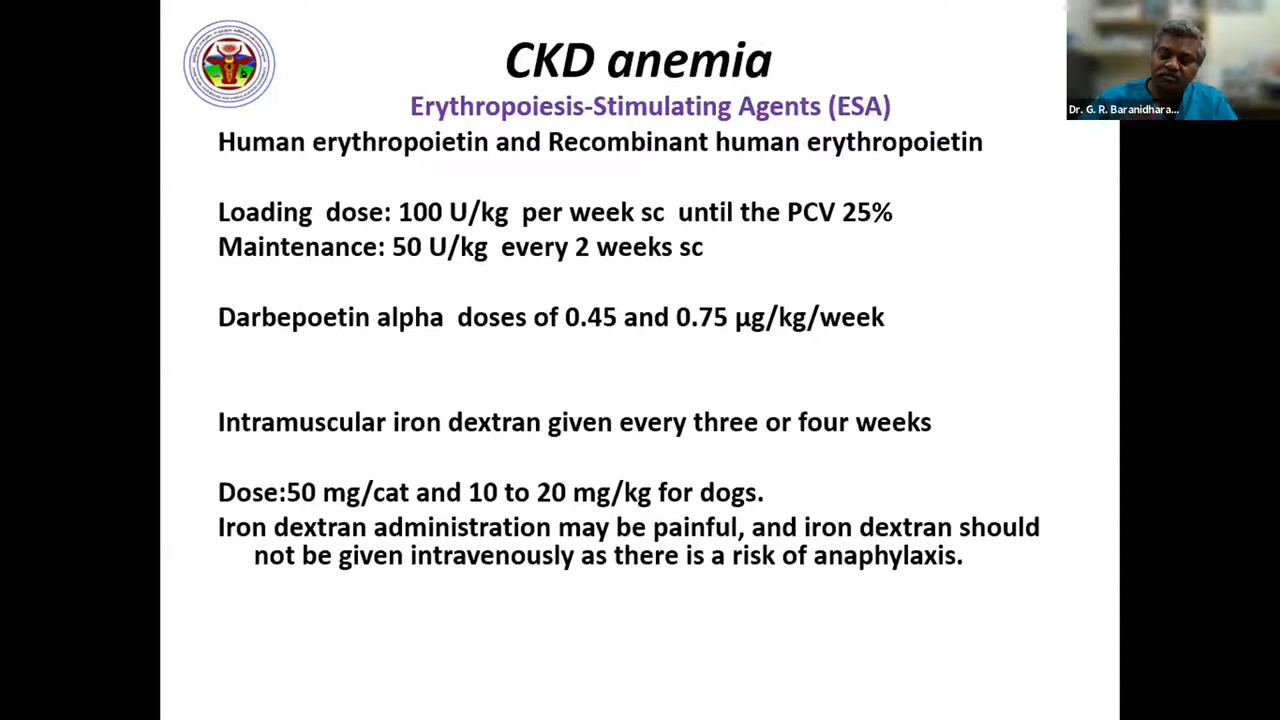 CKD anemia
Erythropoiesis-Stimulating Agents (ESA)
Human erythropoietin and Recombinant human erythropoietin
Loading dose: 100 U/kg per week sc until the PCV 25%
Maintenance: 50 U/kg every 2 weeks sc
Darbepoetin alpha doses of 0.45 and 0.75 µg/kg/week
Intramuscular iron dextran given every three or four weeks
Dose:50 mg/cat and 10 to 20 mg/kg for dogs.
Iron dextran administration may be painful, and iron dextran should
not be given intravenously as there is a risk of anaphylaxis.
Dr. G. R. Baranidhara...